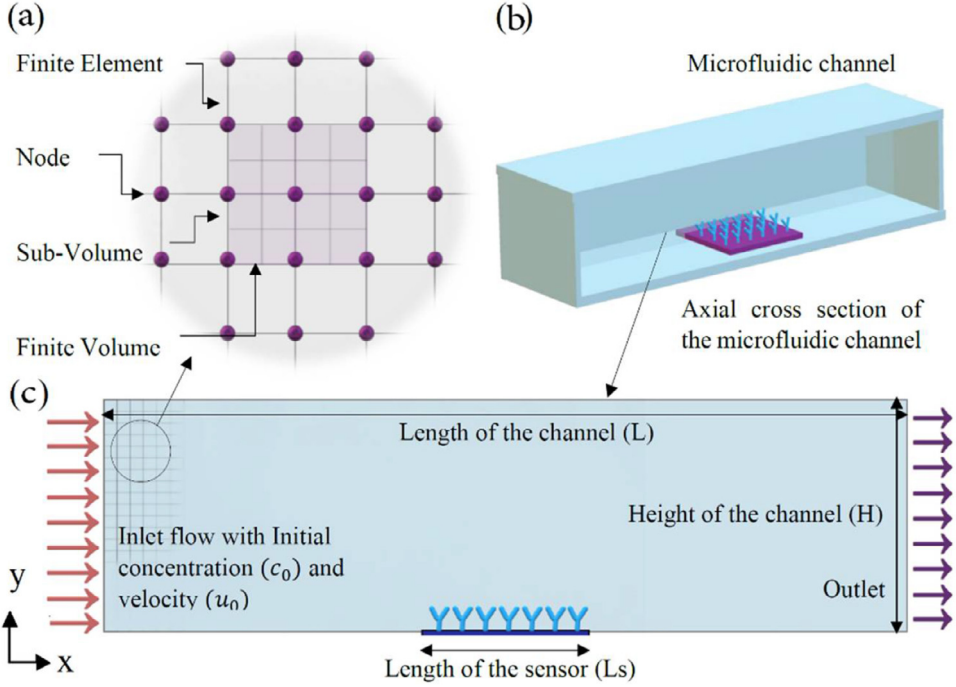 (a)
Finite Element
Node
Sub-Volume
Finite Volume
(b)
Microfluidic channel
Axial cross section of
the microfluidic channel
(c)
Length of the channel (L)
Height of the channel (H)
Inlet flow with Initial
concentration (c₀) and
velocity (u₀)
Outlet
y
x
Length of the sensor (Ls)